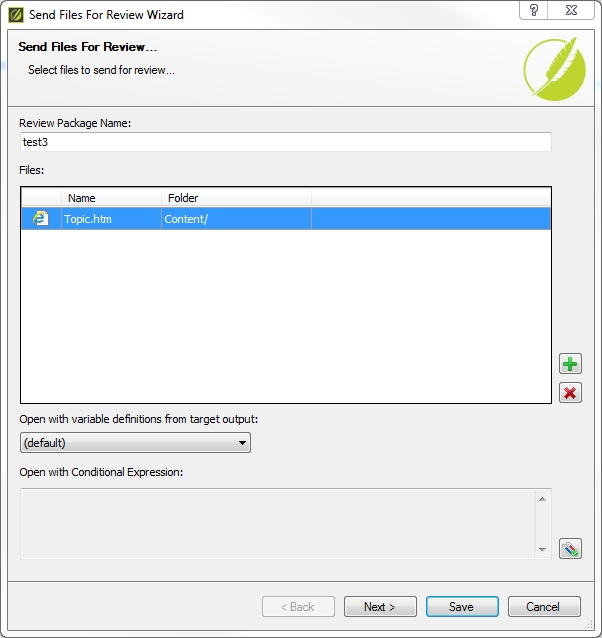 Send Files For Review Wizard
?
Send Files For Review...
Select files to send for review...
Review Package Name:
test3
Files:
Name Folder
Topic.htm Content/
Open with variable definitions from target output:
(default)
Open with Conditional Expression:
< Back Next > Save Cancel